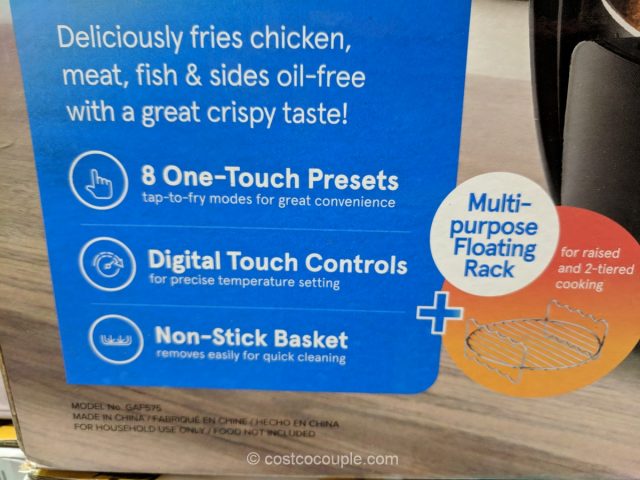 Deliciously fries chicken,
meat, fish & sides oil-free
with a great crispy taste!
8 One-Touch Presets
tap-to-fry modes for great convenience
Digital Touch Controls
for precise temperature setting
Non-Stick Basket
removes easily for quick cleaning
Multi-
purpose
Floating
Rack
for raised
and 2-tiered
cooking
+
MODEL No. GAF575
MADE IN CHINA / FABRIQUÉ EN CHINE / HECHO EN CHINA
FOR HOUSEHOLD USE ONLY / FOOD NOT INCLUDED
© costcocouple.com